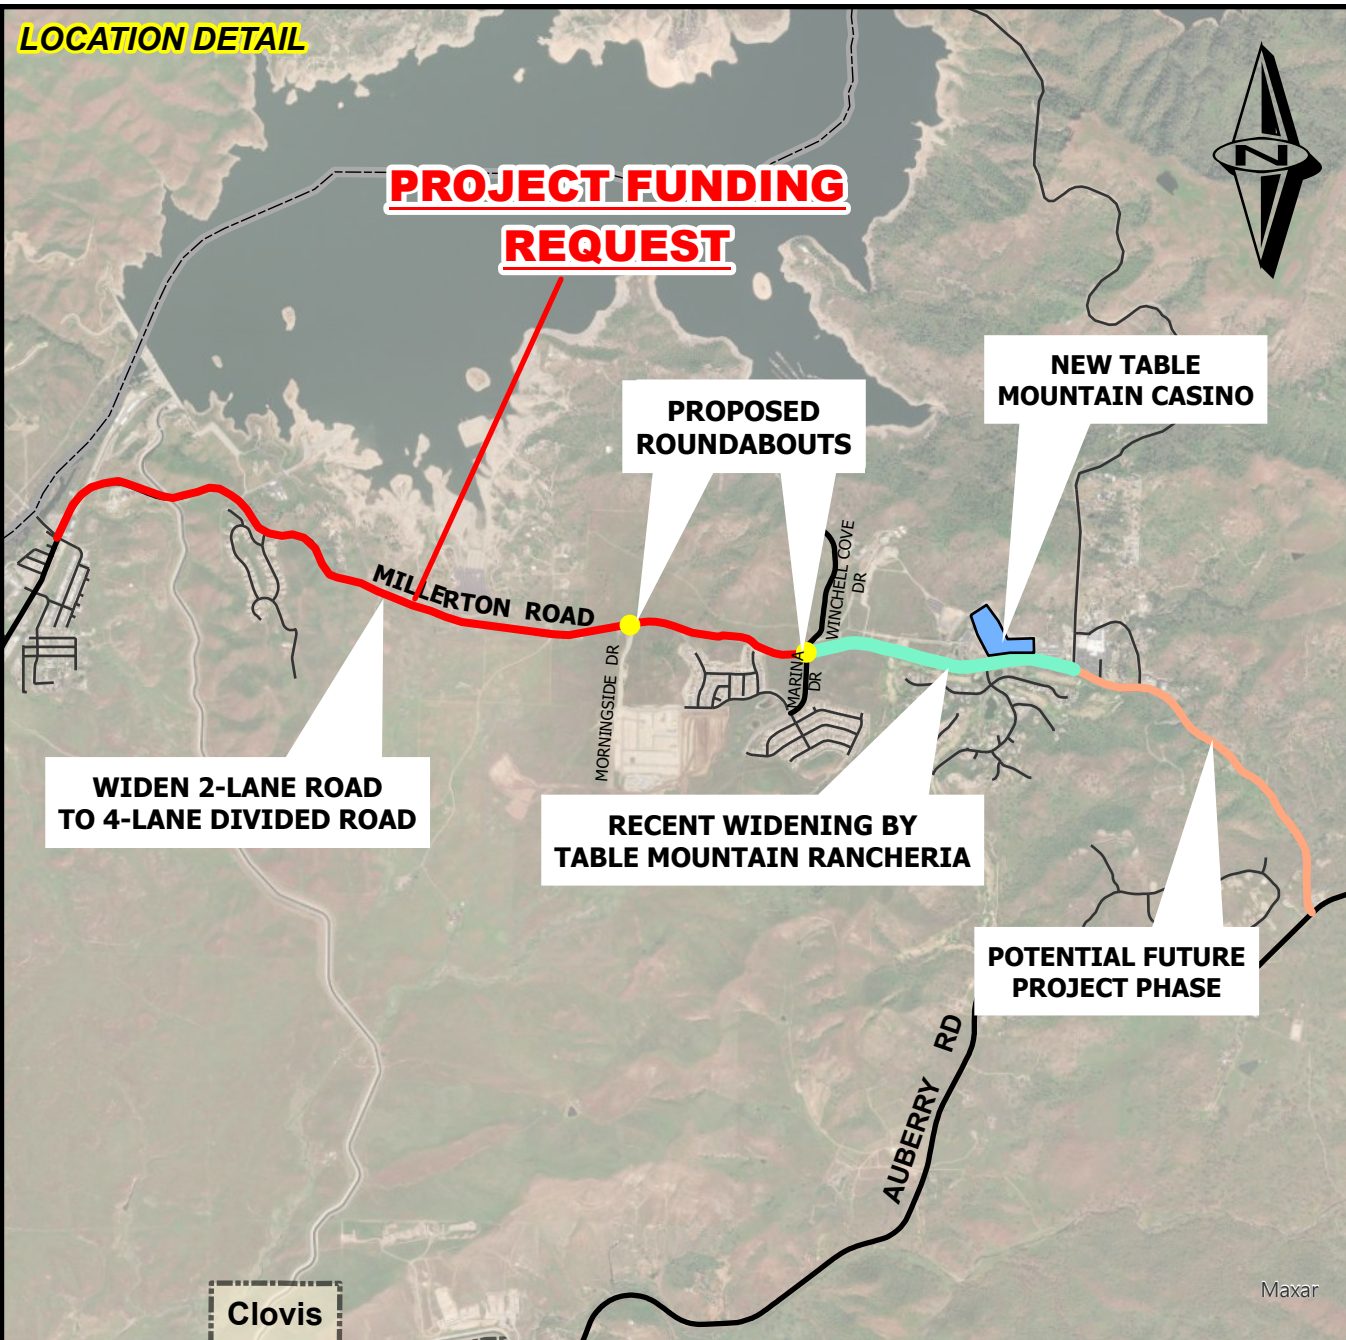 LOCATION DETAIL
N
PROJECT FUNDING
REQUEST
NEW TABLE
MOUNTAIN CASINO
PROPOSED
ROUNDABOUTS
WINCHELL COVE
DR
MILLERTON ROAD
MORNINGSIDE DR
MARINA
DR
WIDEN 2-LANE ROAD
TO 4-LANE DIVIDED ROAD
RECENT WIDENING BY
TABLE MOUNTAIN RANCHERIA
POTENTIAL FUTURE
PROJECT PHASE
AUBERRY RD
Clovis
Maxar